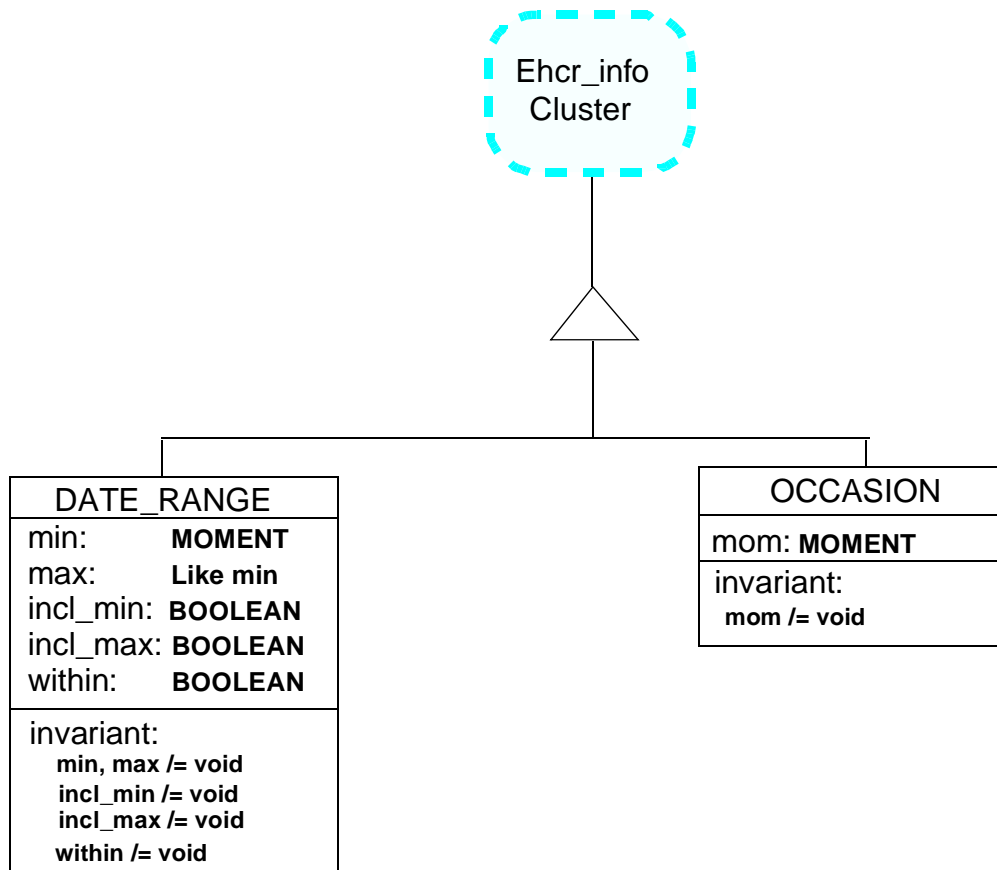 Ehcr_info
Cluster
DATE_RANGE
min: MOMENT
max: Like min
incl_min: BOOLEAN
incl_max: BOOLEAN
within: BOOLEAN
invariant:
min, max /= void
incl_min /= void
incl_max /= void
within /= void
OCCASION
mom: MOMENT
invariant:
mom /= void